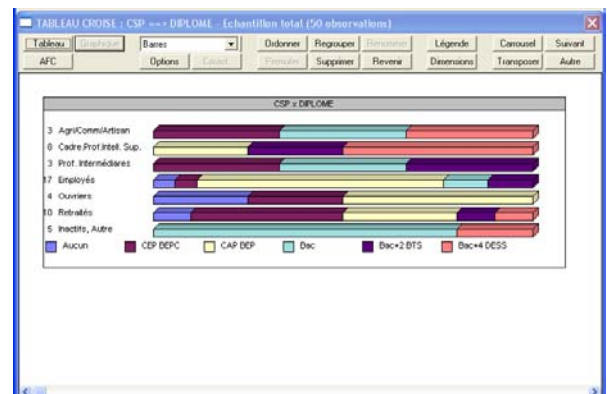 TABLEAU CROISE : CSP ==> DIPLOME - Echantillon total (50 observations)
Tableau Graphique Barres Ordonner Regrouper Renommer Légende Carrousel Suivant
AFC Options Caract. Permuter Supprimer Revenir Dimensions Transposer Autre
CSP x DIPLOME
3 Agri/Comm/Artisan
8 Cadre.Prof.Intell. Sup.
3 Prof. Intermédiares
17 Employés
4 Ouvriers
10 Retraités
5 Inactifs, Autre
Aucun CEP BEPC CAP BEP Bac Bac+2 BTS Bac+4 DESS